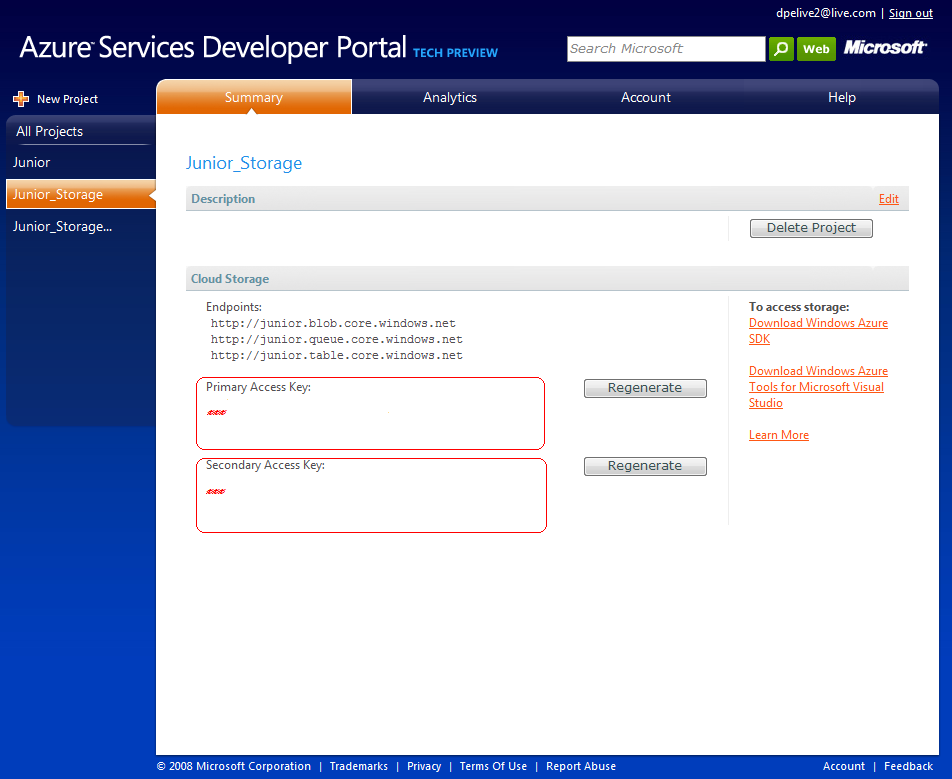 dpelive2@live.com | Sign out
Azure™ Services Developer Portal TECH PREVIEW
Search Microsoft
Web
Microsoft®
New Project
Summary
Analytics
Account
Help
All Projects
Junior
Junior_Storage
Junior_Storage...
Junior_Storage
Description
Edit
Delete Project
Cloud Storage
Endpoints:
http://junior.blob.core.windows.net
http://junior.queue.core.windows.net
http://junior.table.core.windows.net
Primary Access Key:
Regenerate
Secondary Access Key:
Regenerate
To access storage:
Download Windows Azure
SDK
Download Windows Azure
Tools for Microsoft Visual
Studio
Learn More
© 2008 Microsoft Corporation | Trademarks | Privacy | Terms Of Use | Report Abuse
Account | Feedback